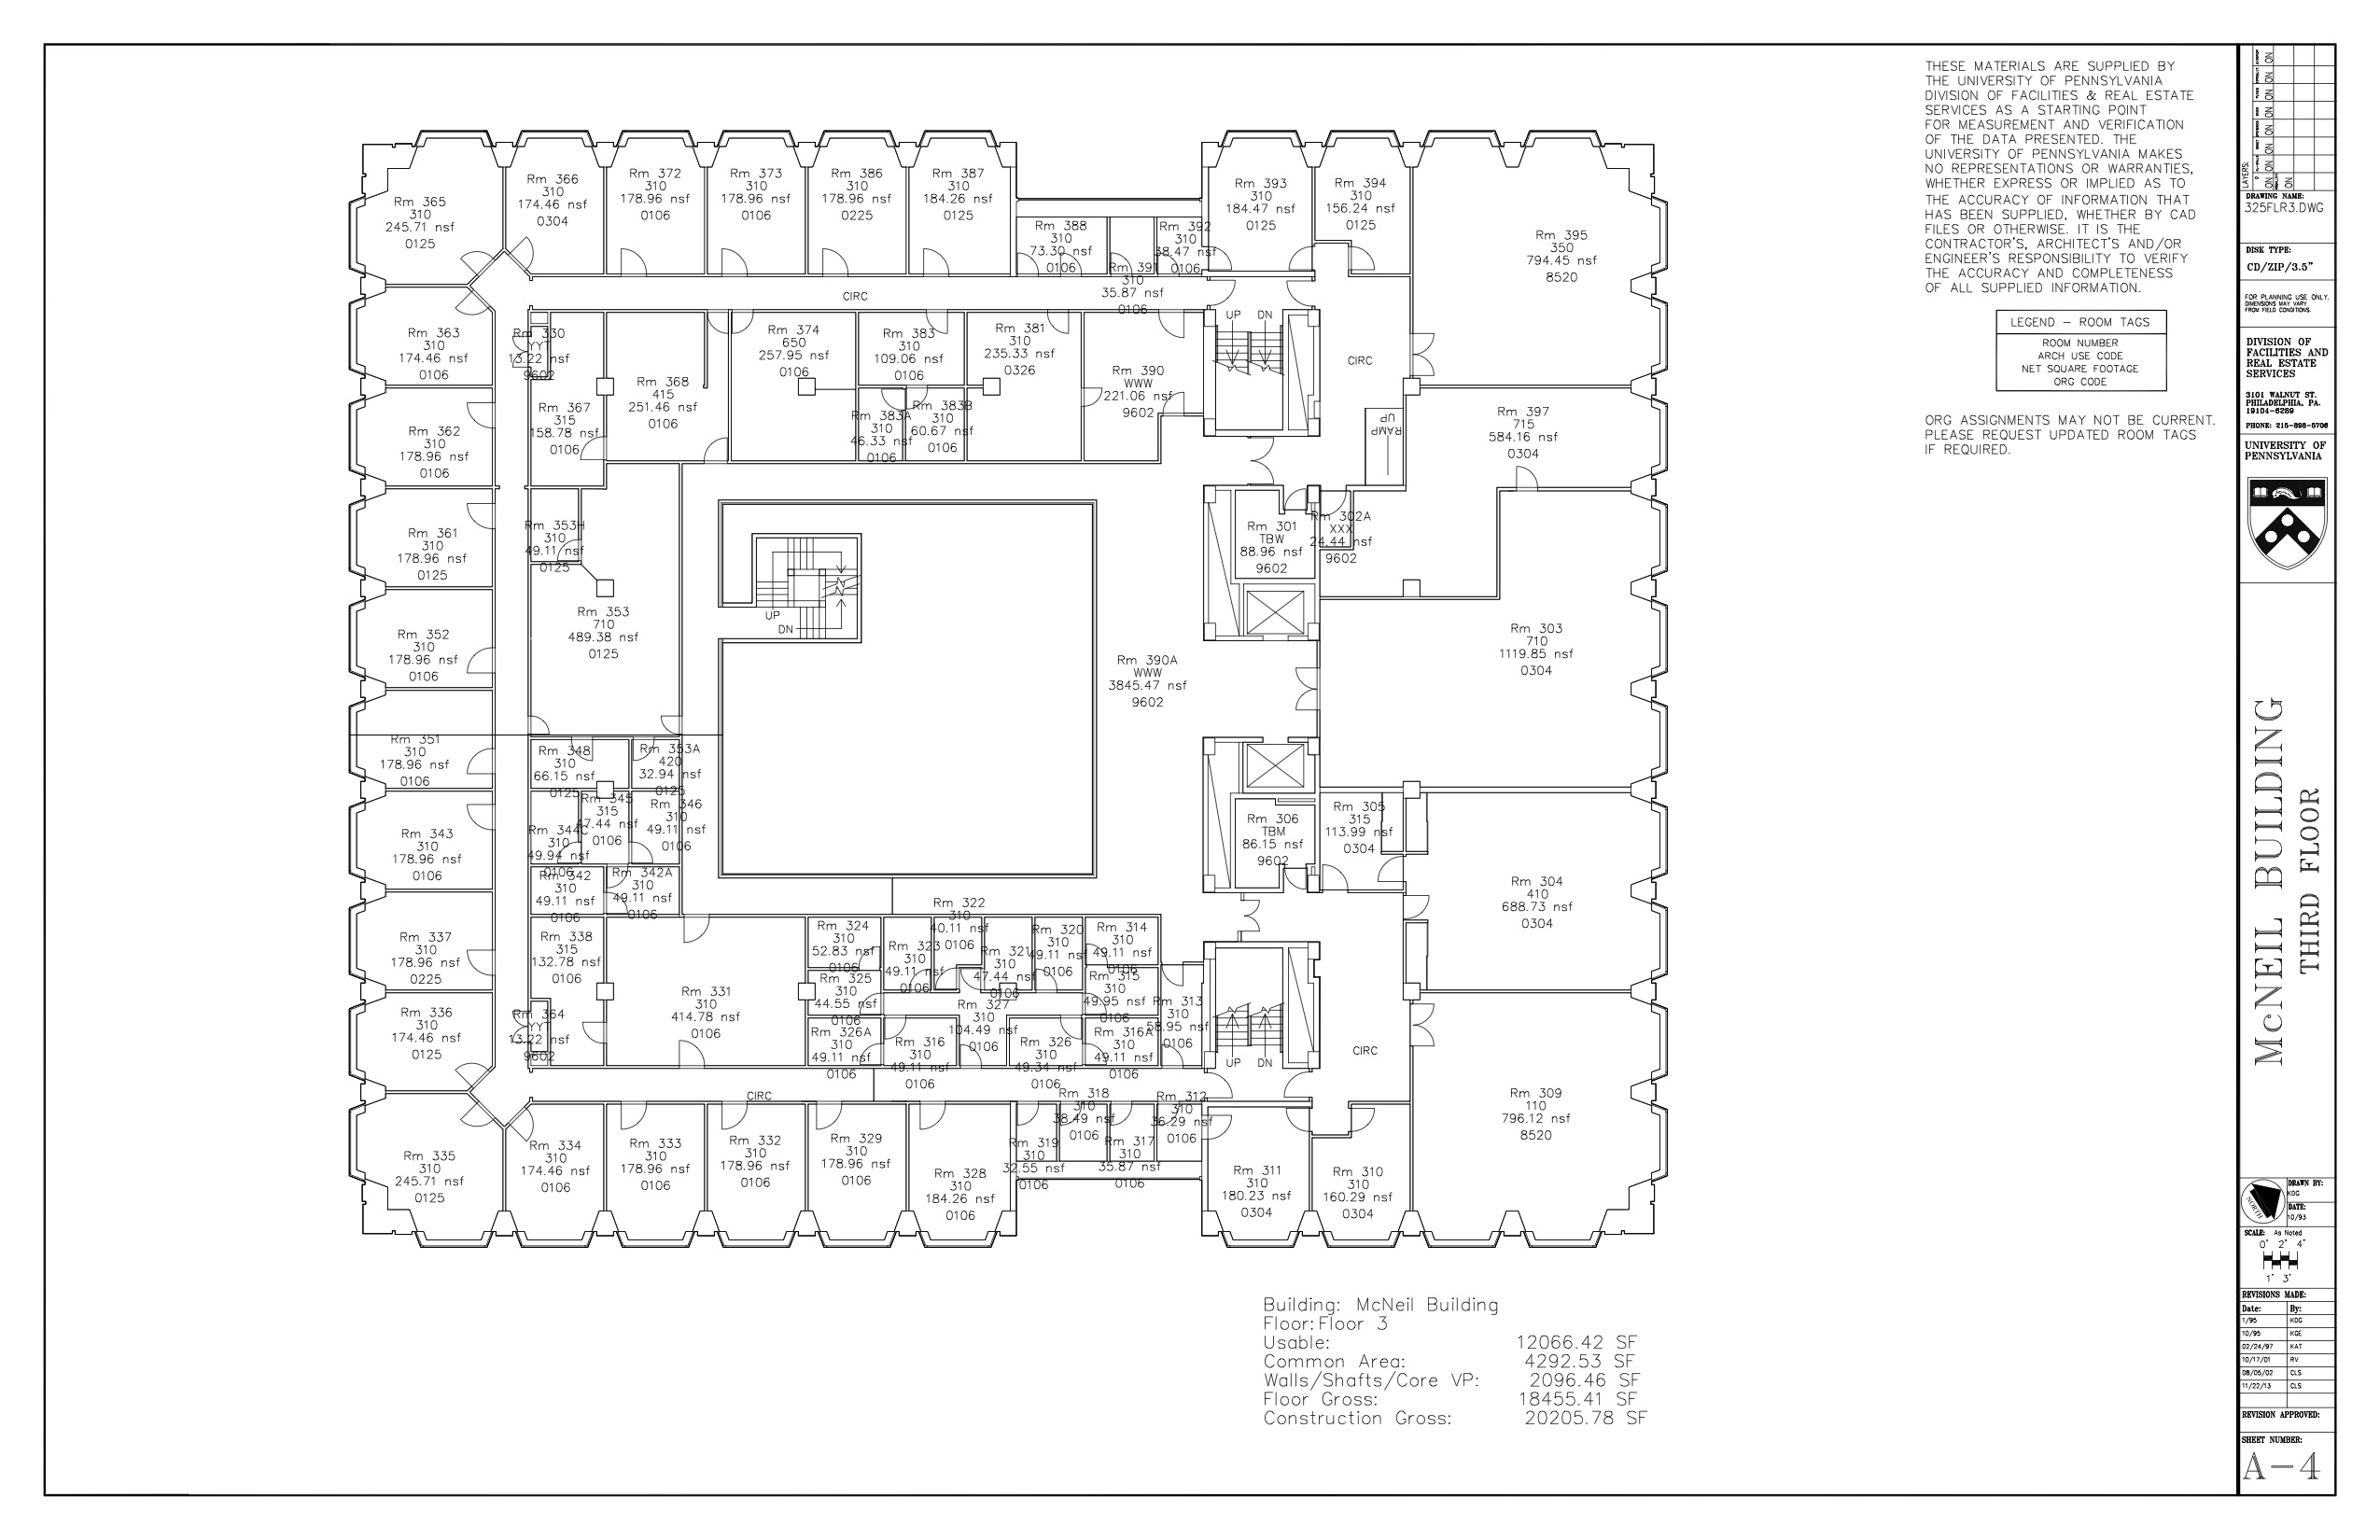 THESE MATERIALS ARE SUPPLIED BY
THE UNIVERSITY OF PENNSYLVANIA
DIVISION OF FACILITIES & REAL ESTATE
SERVICES AS A STARTING POINT
FOR MEASUREMENT AND VERIFICATION
OF THE DATA PRESENTED. THE
UNIVERSITY OF PENNSYLVANIA MAKES
NO REPRESENTATIONS OR WARRANTIES,
WHETHER EXPRESS OR IMPLIED AS TO
THE ACCURACY OF INFORMATION THAT
HAS BEEN SUPPLIED, WHETHER BY CAD
FILES OR OTHERWISE. IT IS THE
CONTRACTOR'S, ARCHITECT'S AND/OR
ENGINEER'S RESPONSIBILITY TO VERIFY
THE ACCURACY AND COMPLETENESS
OF ALL SUPPLIED INFORMATION.
LEGEND – ROOM TAGS
ROOM NUMBER
ARCH USE CODE
NET SQUARE FOOTAGE
ORG CODE
ORG ASSIGNMENTS MAY NOT BE CURRENT.
PLEASE REQUEST UPDATED ROOM TAGS
IF REQUIRED.
Rm 365
310
245.71 nsf
0125
Rm 366
310
174.46 nsf
0304
Rm 372
310
178.96 nsf
0106
Rm 373
310
178.96 nsf
0106
Rm 386
310
178.96 nsf
0225
Rm 387
310
184.26 nsf
0125
Rm 388
310
73.30 nsf
0106
Rm 391
310
35.87 nsf
0106
Rm 392
310
38.47 nsf
0106
Rm 393
310
184.47 nsf
0125
Rm 394
310
156.24 nsf
0125
Rm 395
350
794.45 nsf
8520
CIRC
Rm 363
310
174.46 nsf
0106
Rm 330
YYT
13.22 nsf
9602
Rm 367
315
158.78 nsf
0106
Rm 368
415
251.46 nsf
0106
Rm 374
650
257.95 nsf
0106
Rm 383
310
109.06 nsf
0106
Rm 383A
310
46.33 nsf
0106
Rm 383B
310
60.67 nsf
0106
Rm 381
310
235.33 nsf
0326
Rm 390
WWW
221.06 nsf
9602
UP
DN
CIRC
UP
RAMP
Rm 397
715
584.16 nsf
0304
Rm 362
310
178.96 nsf
0106
Rm 361
310
178.96 nsf
0125
Rm 353H
310
49.11 nsf
0125
Rm 301
TBW
88.96 nsf
9602
Rm 302A
XXX
24.44 nsf
9602
Rm 352
310
178.96 nsf
0106
Rm 353
710
489.38 nsf
0125
UP
DN
Rm 390A
WWW
3845.47 nsf
9602
Rm 303
710
1119.85 nsf
0304
Rm 351
310
178.96 nsf
0106
Rm 348
310
66.15 nsf
0125
Rm 353A
420
32.94 nsf
0125
Rm 345
315
47.44 nsf
0106
Rm 346
310
49.11 nsf
0106
Rm 343
310
178.96 nsf
0106
Rm 344C
310
49.94 nsf
0106
Rm 342
310
49.11 nsf
0106
Rm 342A
310
49.11 nsf
0106
Rm 306
TBM
86.15 nsf
9602
Rm 305
315
113.99 nsf
0304
Rm 304
410
688.73 nsf
0304
Rm 337
310
178.96 nsf
0225
Rm 338
315
132.78 nsf
0106
Rm 331
310
414.78 nsf
0106
Rm 324
310
52.83 nsf
0106
Rm 325
310
44.55 nsf
0106
Rm 326A
310
49.11 nsf
0106
Rm 323
310
49.11 nsf
0106
Rm 322
310
40.11 nsf
0106
Rm 321
310
47.44 nsf
0106
Rm 320
310
49.11 nsf
0106
Rm 314
310
49.11 nsf
0106
Rm 315
310
49.95 nsf
0106
Rm 313
310
58.95 nsf
0106
Rm 327
310
104.49 nsf
0106
Rm 316
310
49.11 nsf
0106
Rm 326
310
49.34 nsf
0106
Rm 316A
310
49.11 nsf
0106
Rm 336
310
174.46 nsf
0125
Rm 364
YYT
13.22 nsf
9602
UP
DN
CIRC
CIRC
Rm 335
310
245.71 nsf
0125
Rm 334
310
174.46 nsf
0106
Rm 333
310
178.96 nsf
0106
Rm 332
310
178.96 nsf
0106
Rm 329
310
178.96 nsf
0106
Rm 328
310
184.26 nsf
0106
Rm 319
310
32.55 nsf
0106
Rm 318
310
38.49 nsf
0106
Rm 317
310
35.87 nsf
0106
Rm 312
310
36.29 nsf
0106
Rm 311
310
180.23 nsf
0304
Rm 310
310
160.29 nsf
0304
Rm 309
110
796.12 nsf
8520
Building: McNeil Building
Floor:Floor 3
Usable: 12066.42 SF
Common Area: 4292.53 SF
Walls/Shafts/Core VP: 2096.46 SF
Floor Gross: 18455.41 SF
Construction Gross: 20205.78 SF
LAYERS:
ON ON ON ON ON ON ON
ON
DRAWING NAME:
325FLR3.DWG
DISK TYPE:
CD/ZIP/3.5"
FOR PLANNING USE ONLY.
DIMENSIONS MAY VARY
FROM FIELD CONDITIONS.
DIVISION OF
FACILITIES AND
REAL ESTATE
SERVICES
3101 WALNUT ST.
PHILADELPHIA, PA.
19104-6289
PHONE: 215-898-5706
UNIVERSITY OF
PENNSYLVANIA
McNEIL BUILDING
THIRD FLOOR
NORTH
DRAWN BY:
KDG
DATE:
10/93
SCALE: As Noted
0' 2' 4'
1' 3'
REVISIONS MADE:
Date: By:
1/95 KDG
10/95 KGE
02/24/97 KAT
10/17/01 RV
08/05/02 CLS
11/22/13 CLS
REVISION APPROVED:
SHEET NUMBER:
A–4